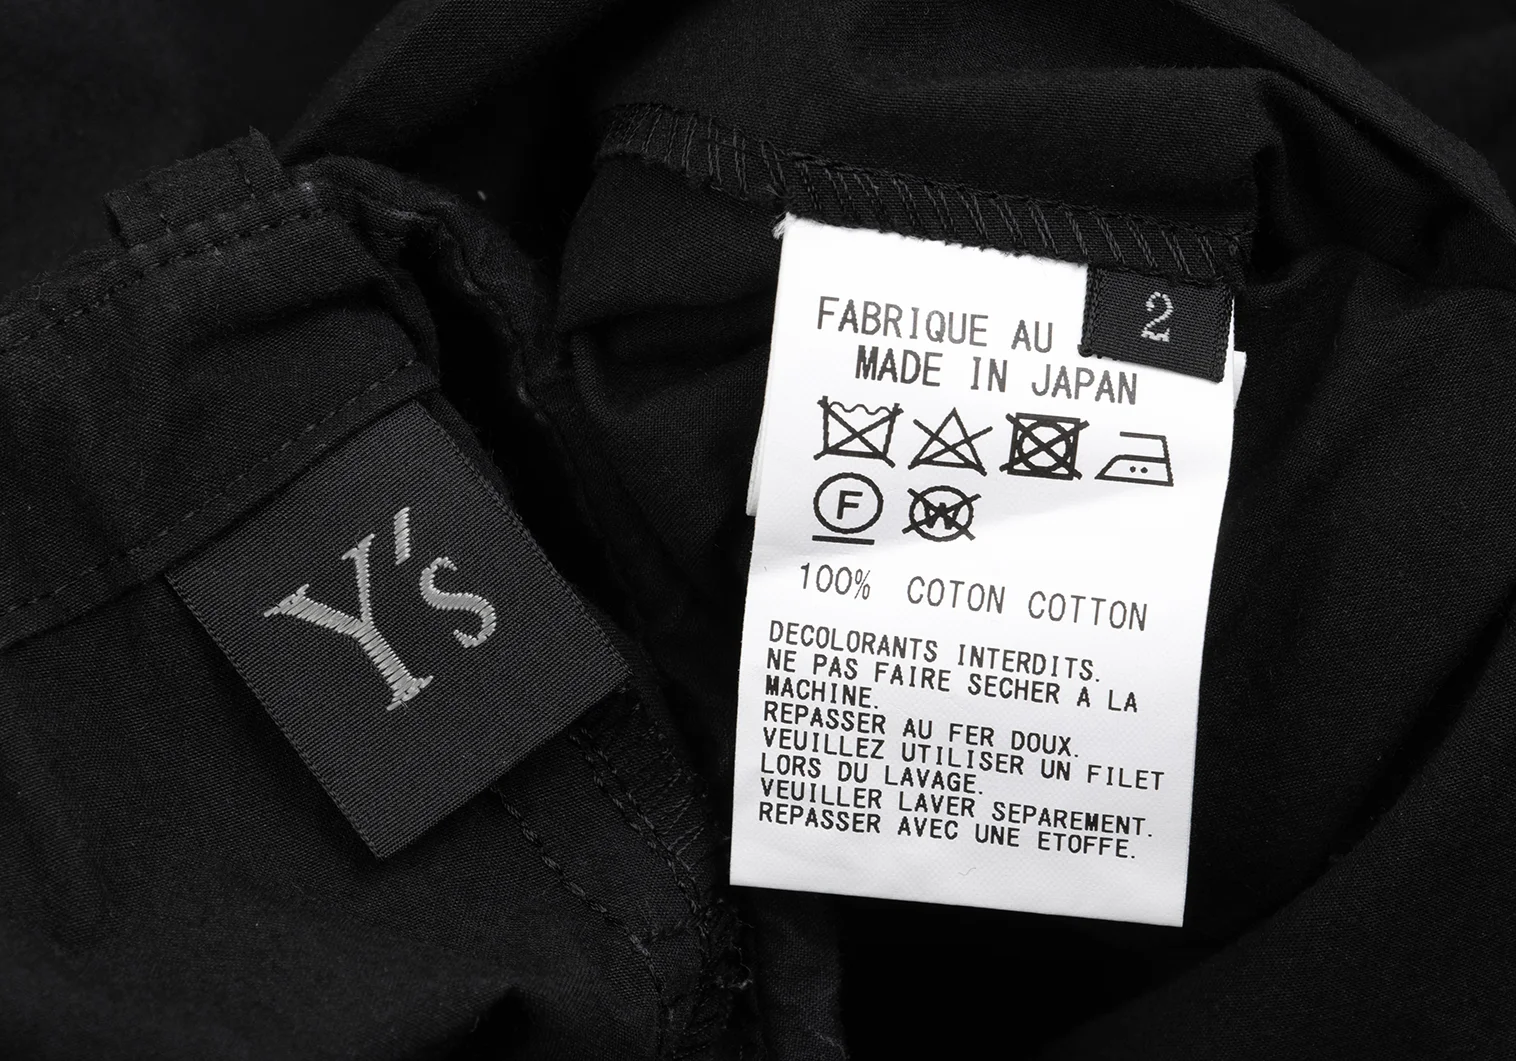 Y's
2
FABRIQUE AU
MADE IN JAPAN
F
W
100% COTON COTTON
DECOLORANTS INTERDITS.
NE PAS FAIRE SECHER A LA
MACHINE.
REPASSER AU FER DOUX.
VEUILLEZ UTILISER UN FILET
LORS DU LAVAGE.
VEUILLER LAVER SEPAREMENT.
REPASSER AVEC UNE ETOFFE.